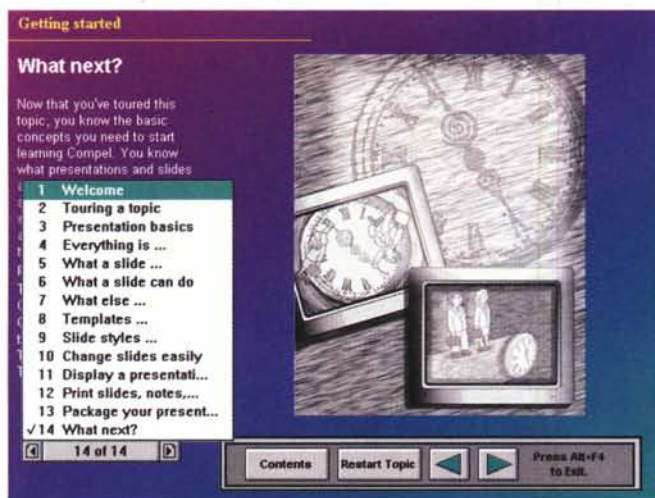 Getting started
What next?
Now that you've toured this
topic, you know the basic
concepts you need to start
learning Compel. You know
what presentations and slides
1 Welcome
2 Touring a topic
3 Presentation basics
4 Everything is ...
5 What a slide ...
6 What a slide can do
7 What else ...
8 Templates ...
9 Slide styles ...
10 Change slides easily
11 Display a presentati...
12 Print slides, notes,...
13 Package your present...
✓14 What next?
14 of 14
Contents
Restart Topic
Press Alt+F4
to Exit.